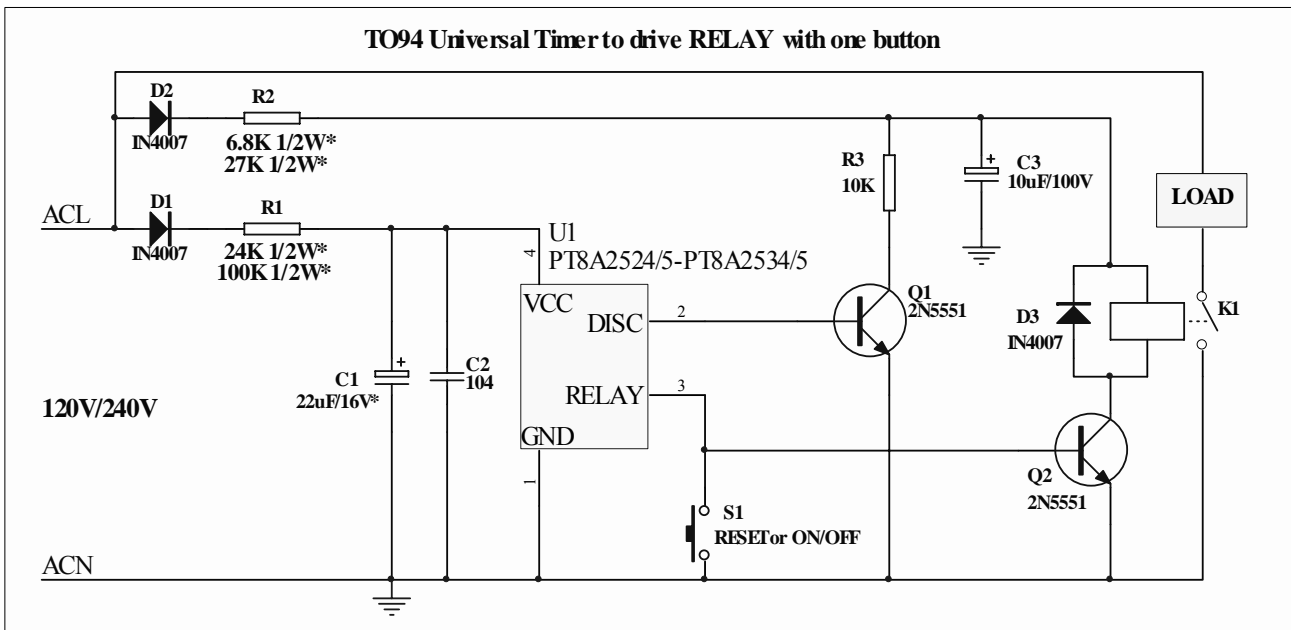 TO94 Universal Timer to drive RELAY with one button
D2
IN4007
R2
6.8K 1/2W*
27K 1/2W*
R3
10K
C3
+
10uF/100V
LOAD
ACL
D1
IN4007
R1
24K 1/2W*
100K 1/2W*
U1
PT8A2524/5-PT8A2534/5
4
VCC
DISC
2
Q1
2N5551
D3
IN4007
K1
+
C1
22uF/16V*
C2
104
RELAY
3
120V/240V
GND
1
Q2
2N5551
S1
RESET or ON/OFF
ACN